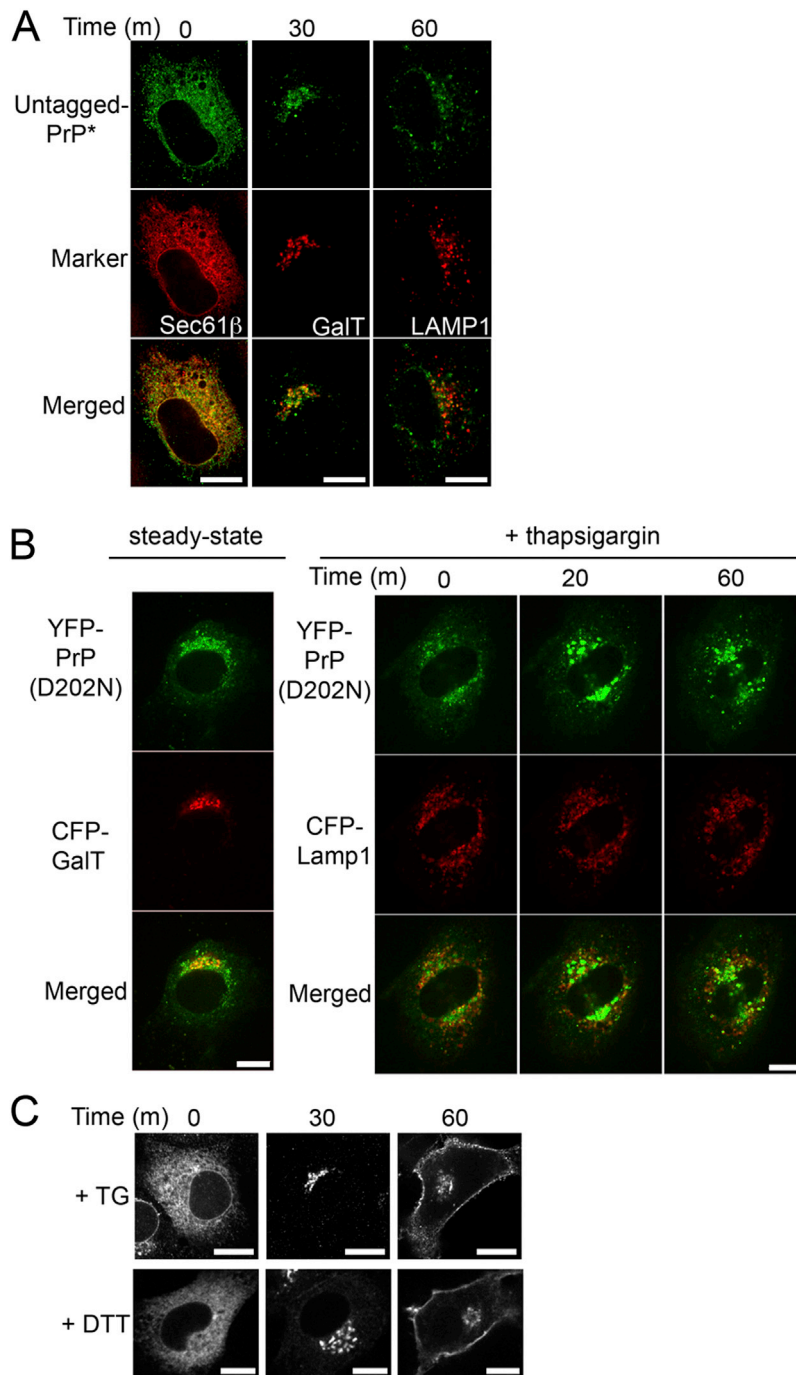 A
Time (m) 0 30 60
Untagged-
PrP*
Marker
Sec61β GalT LAMP1
Merged
B
steady-state + thapsigargin
Time (m) 0 20 60
YFP-
PrP
(D202N)
YFP-
PrP
(D202N)
CFP-
GalT
CFP-
Lamp1
Merged Merged
C
Time (m) 0 30 60
+ TG
+ DTT